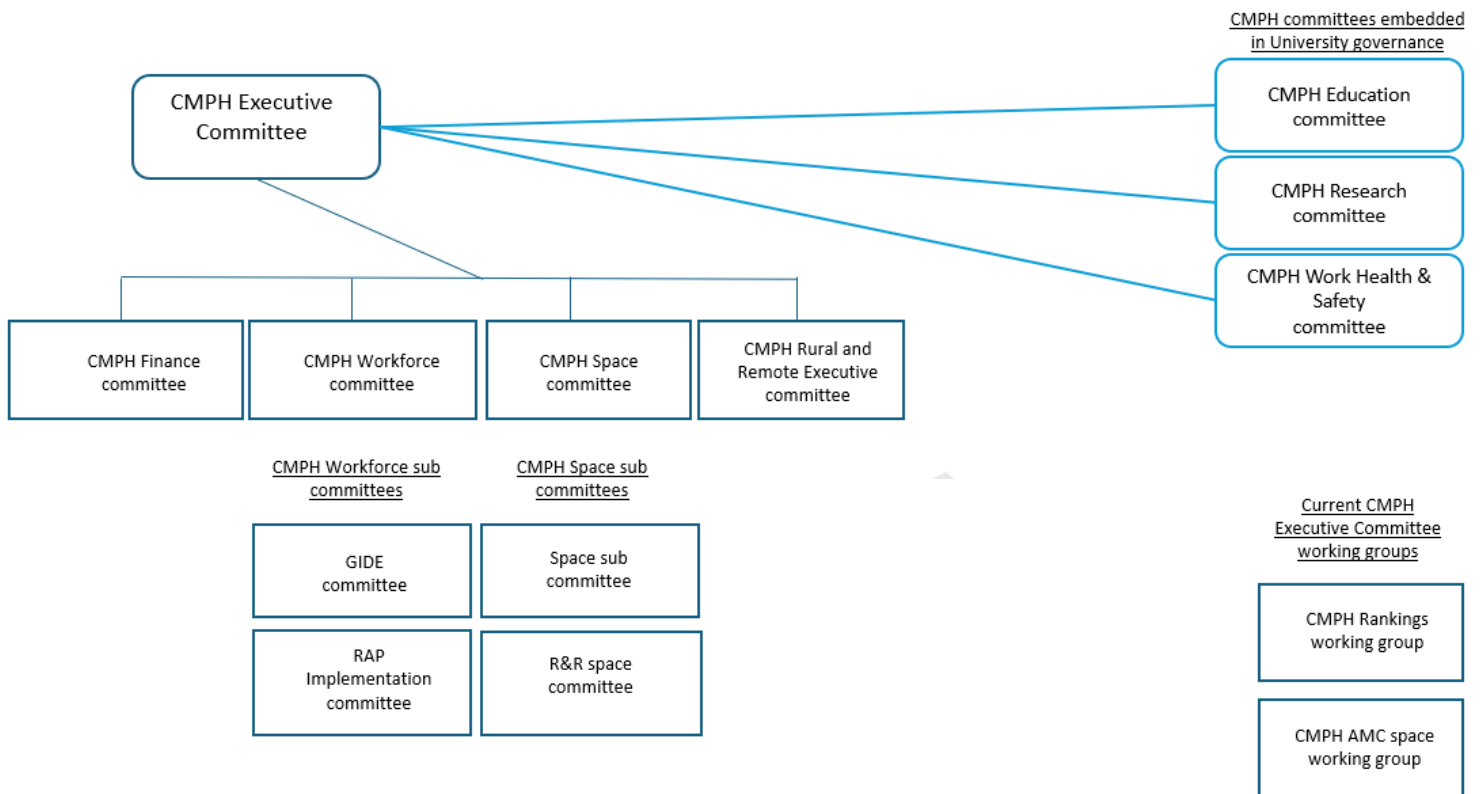 CMPH committees embedded
in University governance
CMPH Executive
Committee
CMPH Education
committee
CMPH Research
committee
CMPH Work Health &
Safety
committee
CMPH Finance
committee
CMPH Workforce
committee
CMPH Space
committee
CMPH Rural and
Remote Executive
committee
CMPH Workforce sub
committees
GIDE
committee
RAP
Implementation
committee
CMPH Space sub
committees
Space sub
committee
R&R space
committee
Current CMPH
Executive Committee
working groups
CMPH Rankings
working group
CMPH AMC space
working group